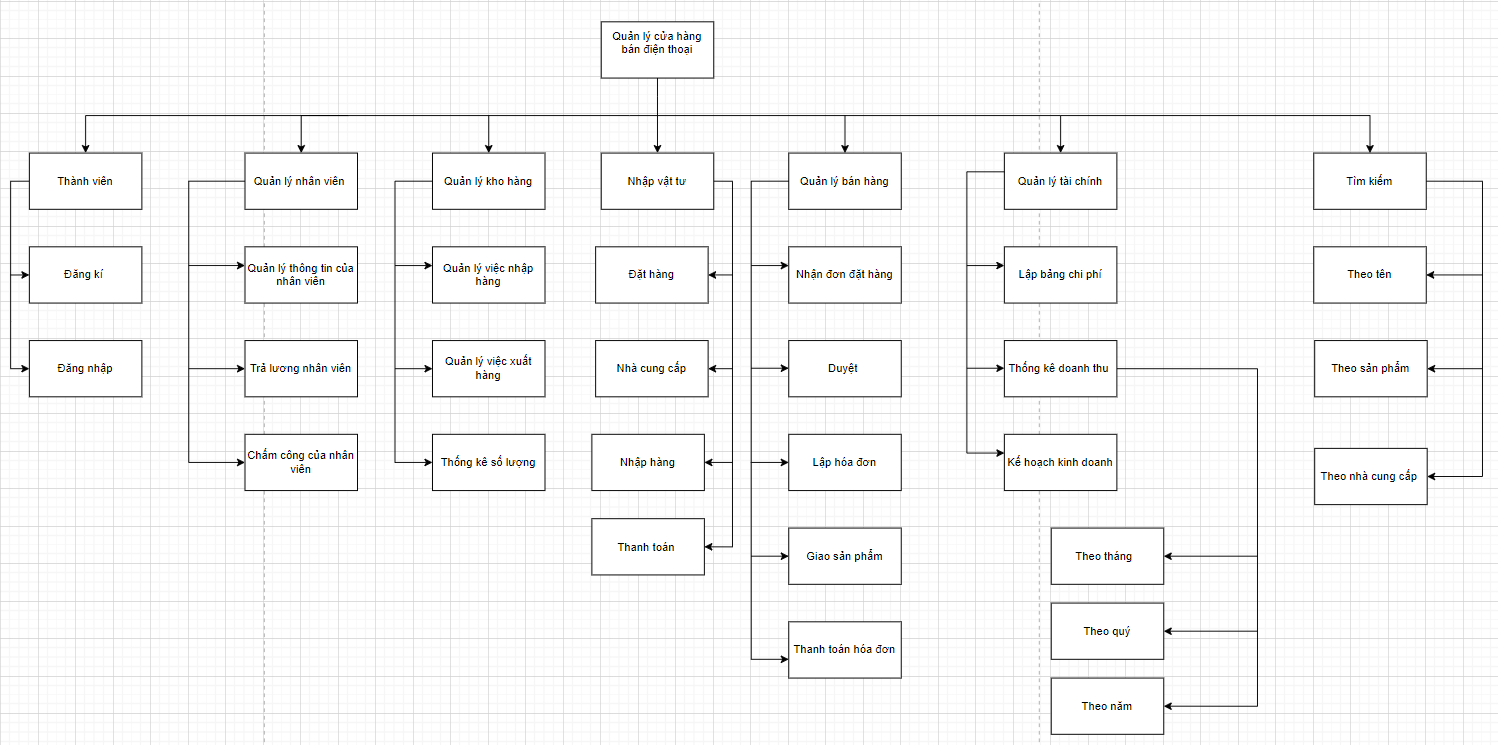 Quản lý cửa hàng
bán điện thoại
Thành viên
Quản lý nhân viên
Quản lý kho hàng
Nhập vật tư
Quản lý bán hàng
Quản lý tài chính
Tìm kiếm
Đăng kí
Quản lý thông tin của
nhân viên
Quản lý việc nhập
hàng
Đặt hàng
Nhận đơn đặt hàng
Lập bảng chi phí
Theo tên
Đăng nhập
Trả lương nhân viên
Quản lý việc xuất
hàng
Nhà cung cấp
Duyệt
Thống kê doanh thu
Theo sản phẩm
Chấm công của nhân
viên
Thống kê số lượng
Nhập hàng
Lập hóa đơn
Kế hoạch kinh doanh
Theo nhà cung cấp
Thanh toán
Giao sản phẩm
Theo tháng
Theo quý
Thanh toán hóa đơn
Theo năm